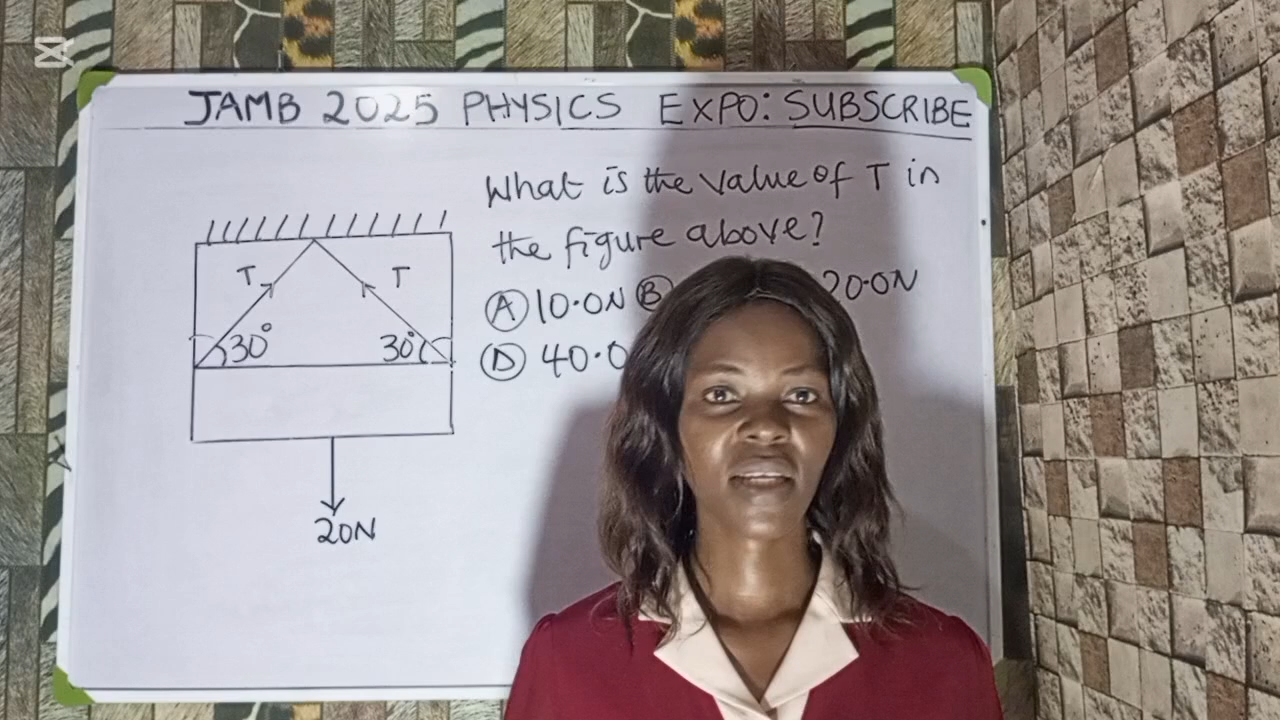 JAMB 2025 PHYSICS EXPO: SUBSCRIBE
What is the value of T in
the figure above?
(A) 10.0N (B) 20.0N
(D) 40.0
T T
30° 30°
20N